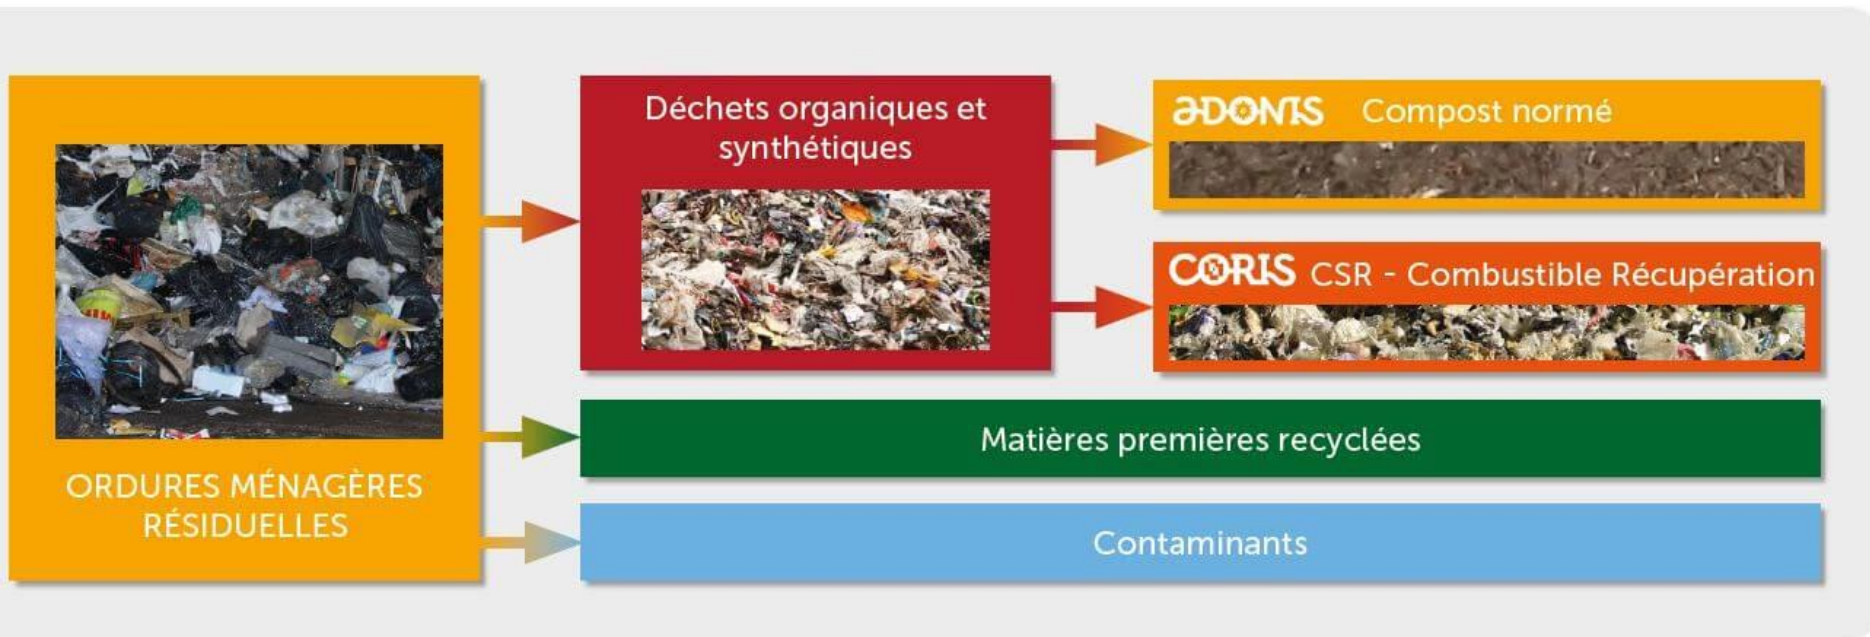 ORDURES MÉNAGÈRES
RÉSIDUELLES
Déchets organiques et
synthétiques
ADONIS Compost normé
CORIS CSR - Combustible Récupération
Matières premières recyclées
Contaminants